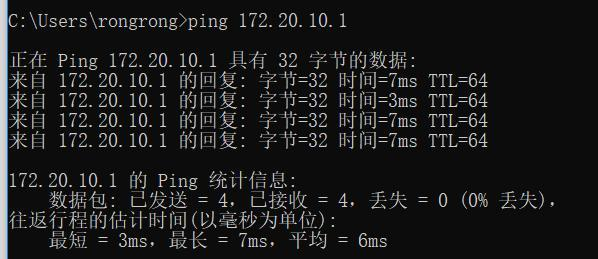 C:\Users\rongrong>ping 172.20.10.1
正在 Ping 172.20.10.1 具有 32 字节的数据:
来自 172.20.10.1 的回复: 字节=32 时间=7ms TTL=64
来自 172.20.10.1 的回复: 字节=32 时间=3ms TTL=64
来自 172.20.10.1 的回复: 字节=32 时间=7ms TTL=64
来自 172.20.10.1 的回复: 字节=32 时间=7ms TTL=64
172.20.10.1 的 Ping 统计信息:
数据包: 已发送 = 4，已接收 = 4，丢失 = 0 (0% 丢失)，
往返行程的估计时间(以毫秒为单位):
最短 = 3ms，最长 = 7ms，平均 = 6ms